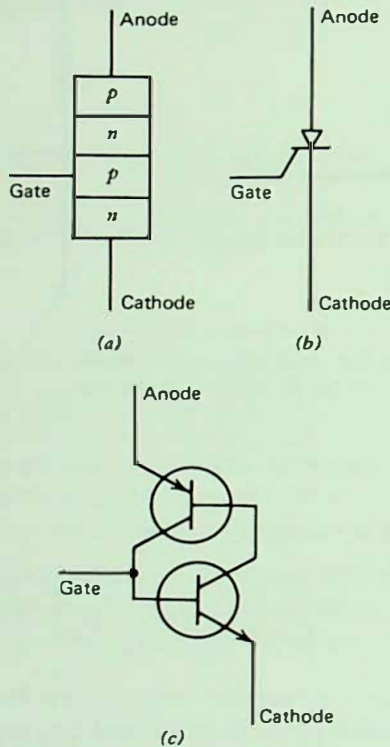 Anode
p
n
p
n
Gate
Cathode
(a)
Anode
Gate
Cathode
(b)
Anode
Gate
Cathode
(c)